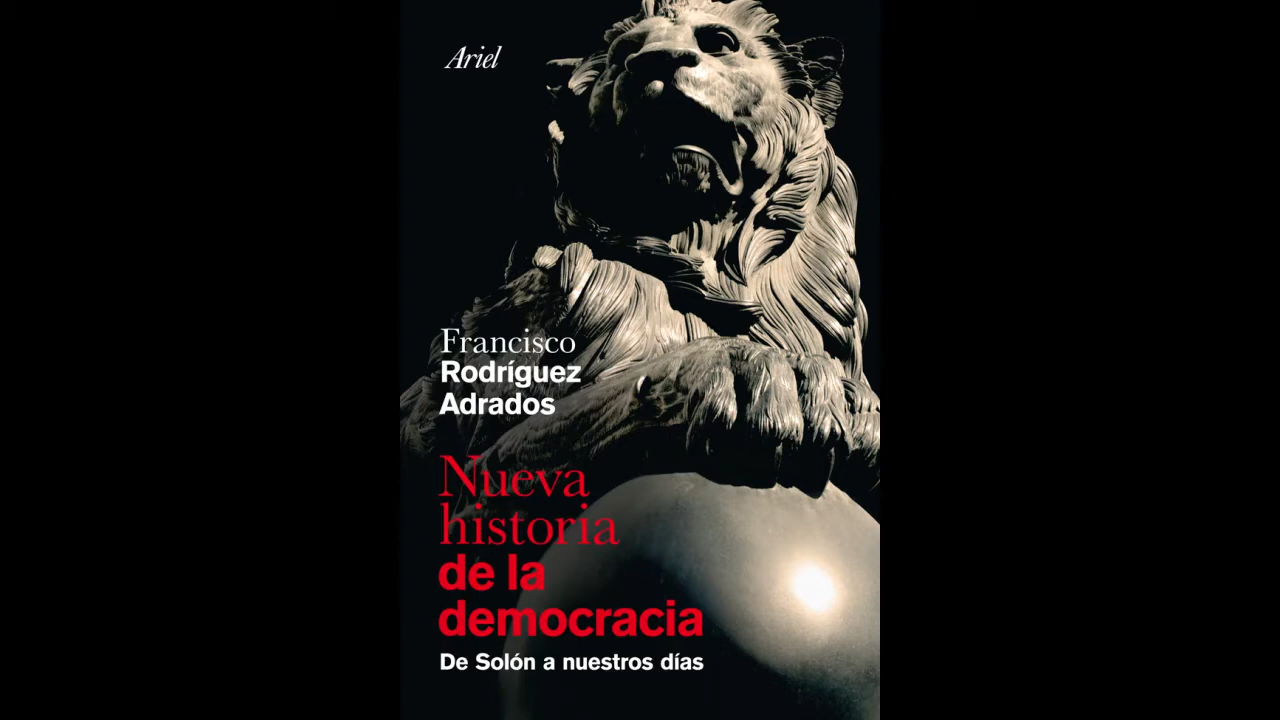 Ariel
Francisco
Rodríguez
Adrados
Nueva
historia
de la
democracia
De Solón a nuestros días